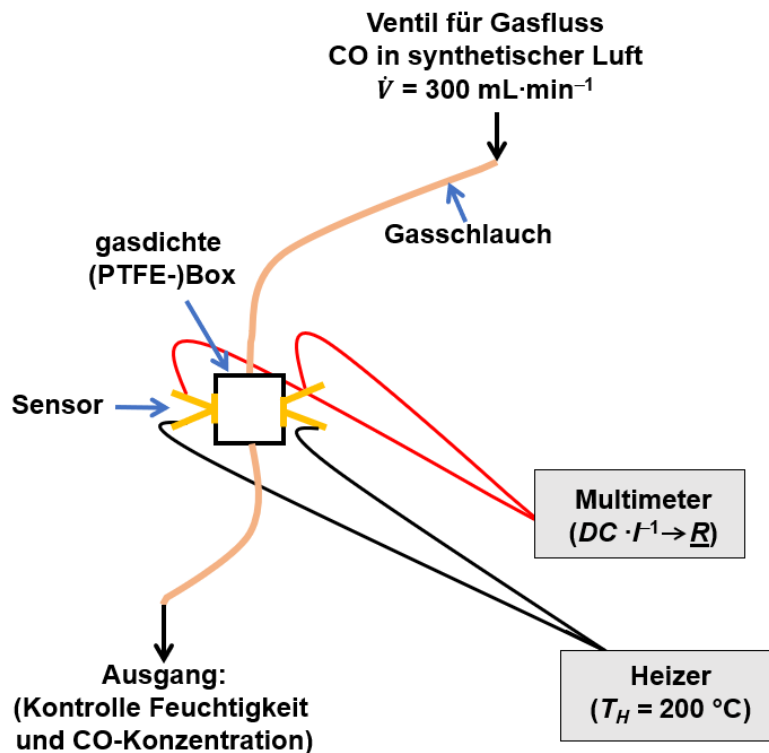 Ventil für Gasfluss
CO in synthetischer Luft
V̇ = 300 mL·min⁻¹
Gasschlauch
gasdichte
(PTFE-)Box
Sensor
Multimeter
(DC ·I⁻¹→ R)
Heizer
(T_H = 200 °C)
Ausgang:
(Kontrolle Feuchtigkeit
und CO-Konzentration)